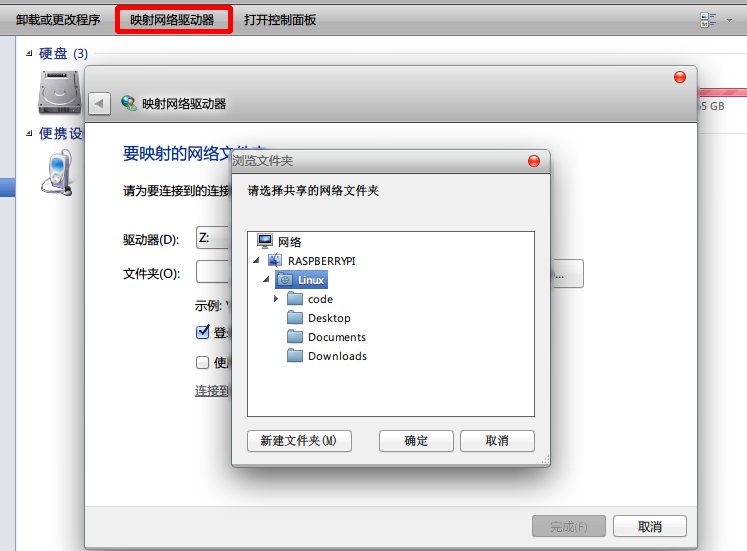 卸载或更改程序 映射网络驱动器 打开控制面板
硬盘 (3)
5 GB
映射网络驱动器
便携设
要映射的网络文件夹
浏览文件夹
请为要连接到的连接
请选择共享的网络文件夹
驱动器(D): Z:
网络
RASPBERRYPI
文件夹(O):
...
Linux
code
示例:
Desktop
登录
Documents
使用
Downloads
连接到
新建文件夹(M) 确定 取消
完成(F) 取消